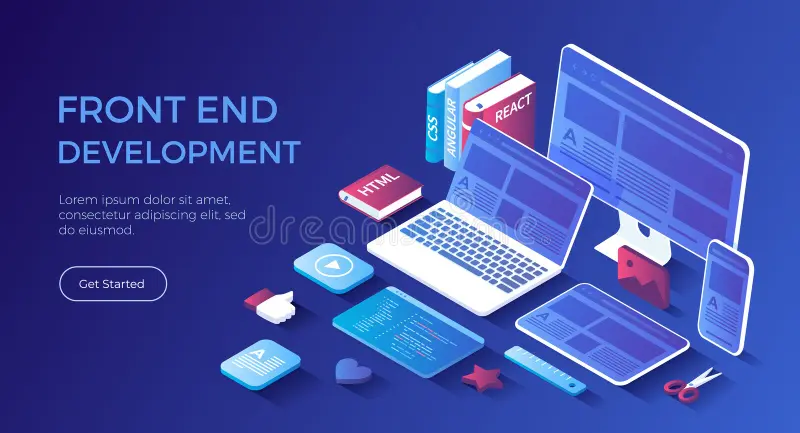 FRONT END
DEVELOPMENT
Lorem ipsum dolor sit amet,
consectetur adipiscing elit, sed
do eiusmod.
Get Started
CSS
ANGULAR
REACT
HTML
A
A
A
A
A
dreamstime